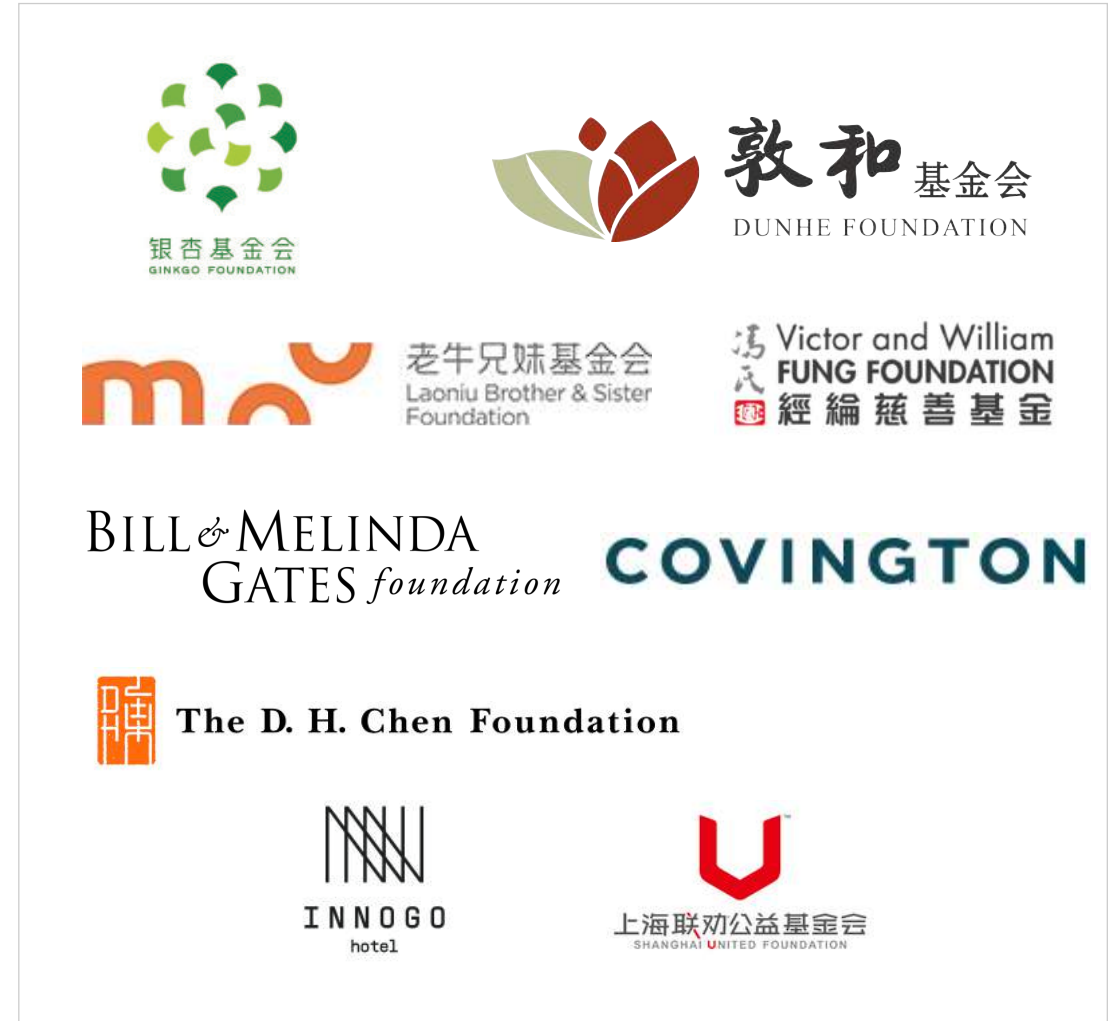 银杏基金会
GINKGO FOUNDATION
敦和 基金会
DUNHE FOUNDATION
老牛兄妹基金会
Laoniu Brother & Sister
Foundation
馮氏
Victor and William
FUNG FOUNDATION
經綸慈善基金
BILL & MELINDA
GATES foundation
COVINGTON
The D. H. Chen Foundation
INNOGO
hotel
上海联劝公益基金会
SHANGHAI UNITED FOUNDATION